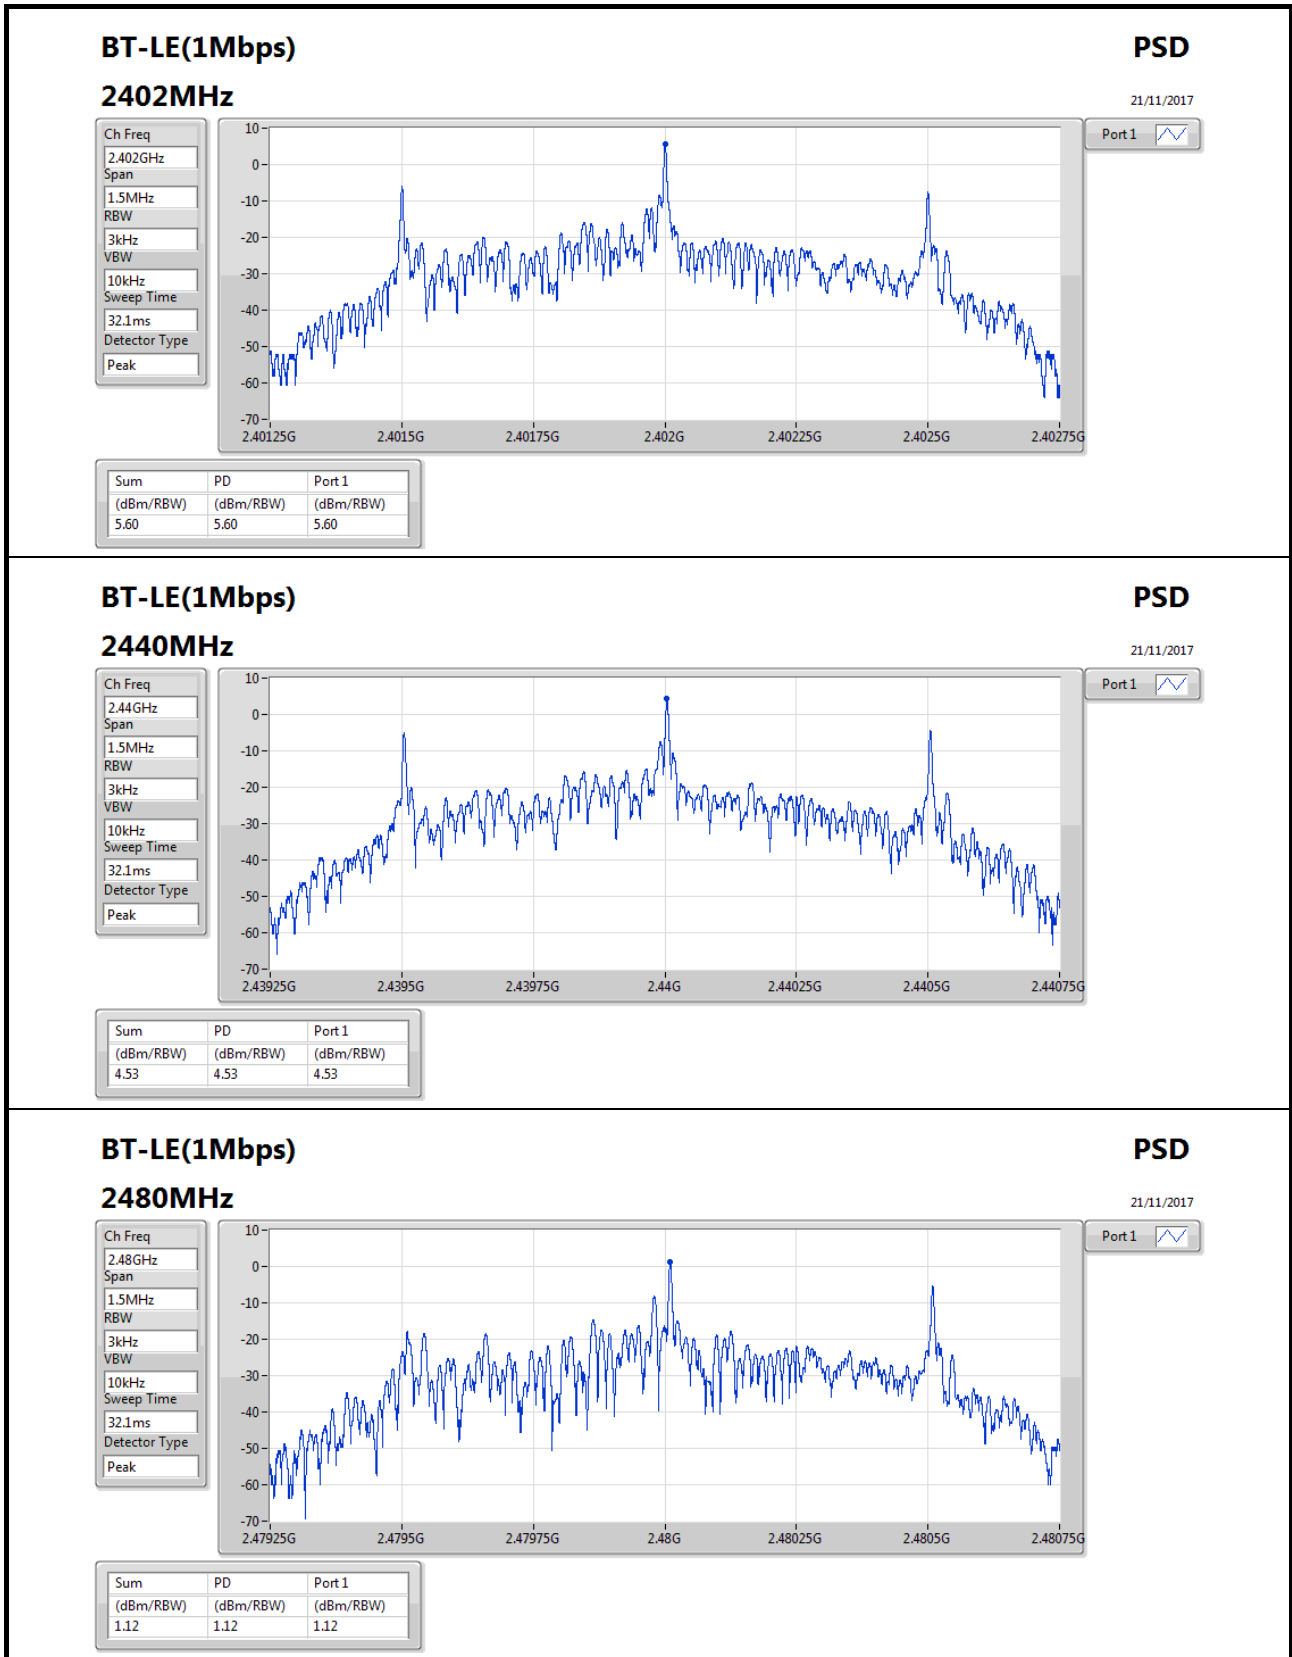 BT-LE(1Mbps) PSD
2402MHz
21/11/2017
Ch Freq
2.402GHz
Span
1.5MHz
RBW
3kHz
VBW
10kHz
Sweep Time
32.1ms
Detector Type
Peak
10
0
-10
-20
-30
-40
-50
-60
-70
2.40125G 2.4015G 2.40175G 2.402G 2.40225G 2.4025G 2.40275G
Port 1
Sum PD Port 1
(dBm/RBW) (dBm/RBW) (dBm/RBW)
5.60 5.60 5.60
BT-LE(1Mbps) PSD
2440MHz
21/11/2017
Ch Freq
2.44GHz
Span
1.5MHz
RBW
3kHz
VBW
10kHz
Sweep Time
32.1ms
Detector Type
Peak
10
0
-10
-20
-30
-40
-50
-60
-70
2.43925G 2.4395G 2.43975G 2.44G 2.44025G 2.4405G 2.44075G
Port 1
Sum PD Port 1
(dBm/RBW) (dBm/RBW) (dBm/RBW)
4.53 4.53 4.53
BT-LE(1Mbps) PSD
2480MHz
21/11/2017
Ch Freq
2.48GHz
Span
1.5MHz
RBW
3kHz
VBW
10kHz
Sweep Time
32.1ms
Detector Type
Peak
10
0
-10
-20
-30
-40
-50
-60
-70
2.47925G 2.4795G 2.47975G 2.48G 2.48025G 2.4805G 2.48075G
Port 1
Sum PD Port 1
(dBm/RBW) (dBm/RBW) (dBm/RBW)
1.12 1.12 1.12